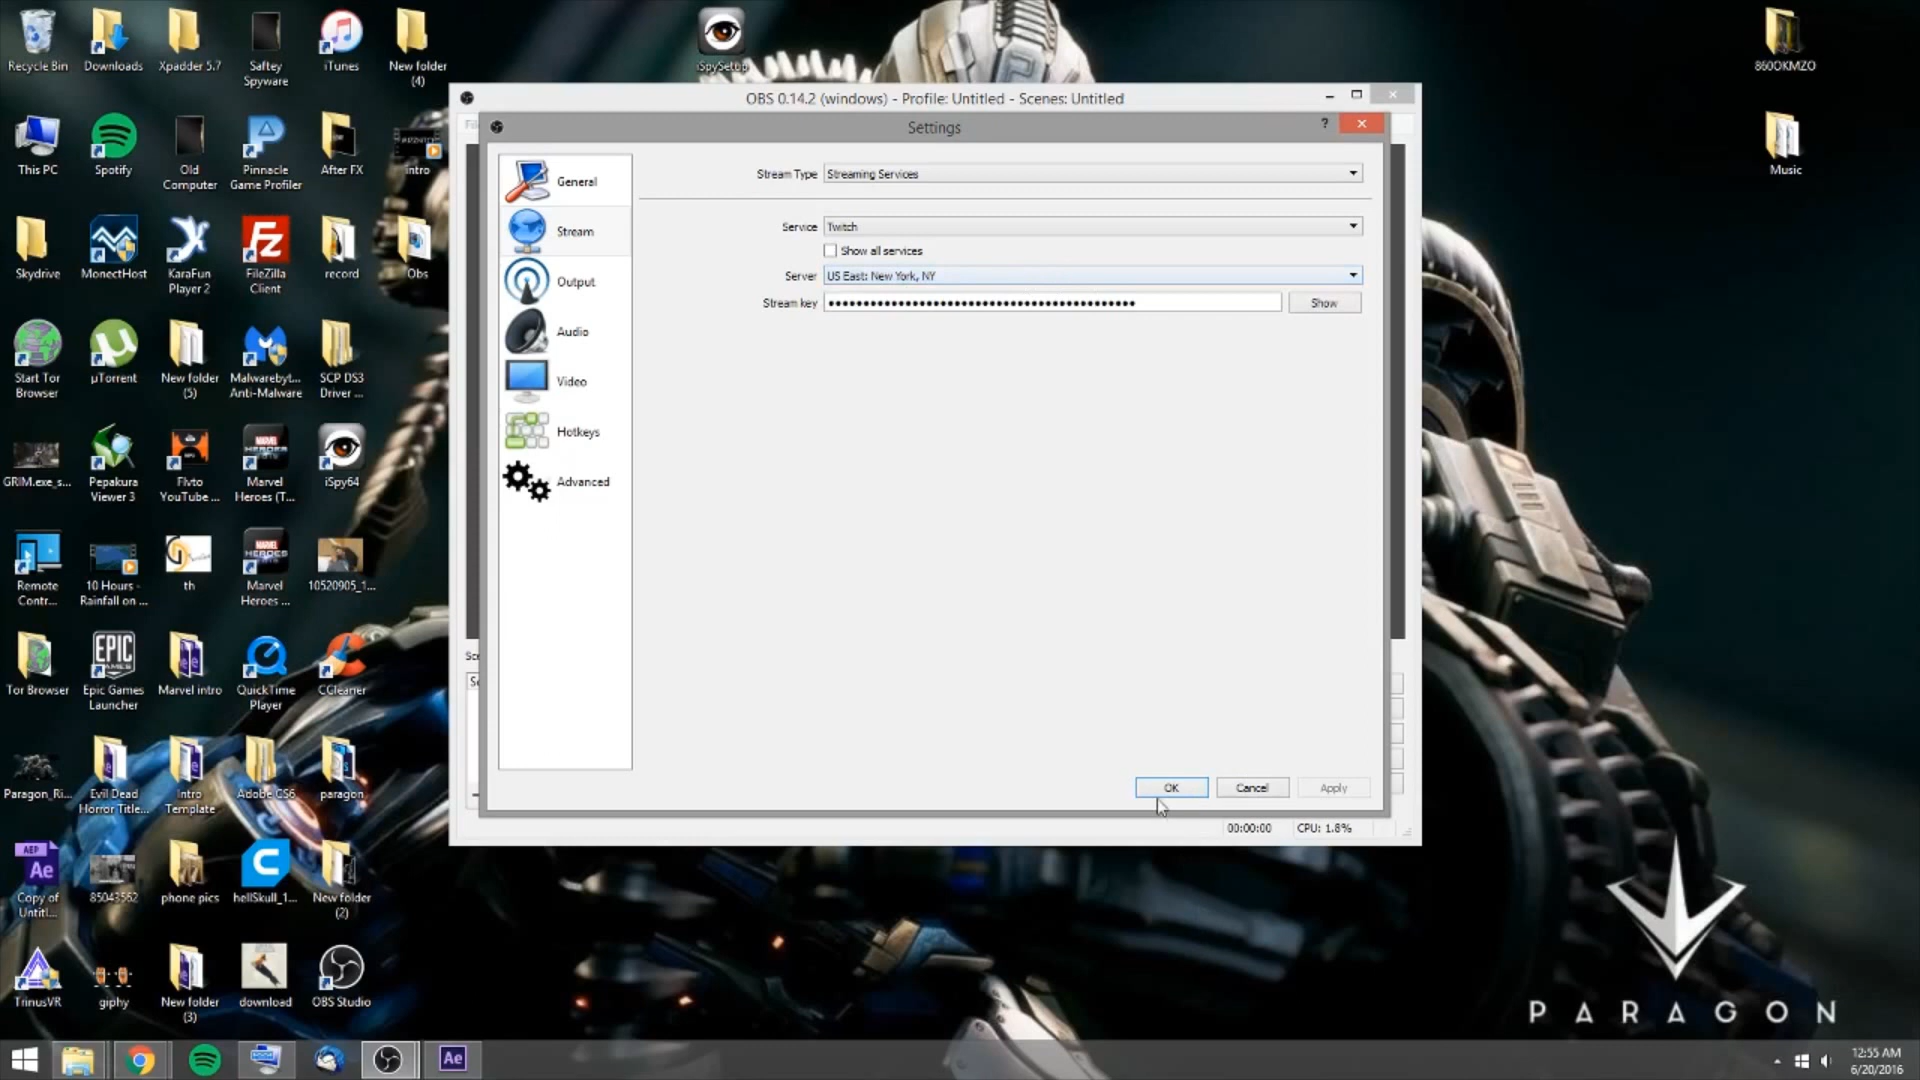 Recycle Bin
Downloads
Xpadder 5.7
Saftey
Spyware
iTunes
New folder
(4)
iSpySetup
860OKMZO
This PC
Spotify
Old
Computer
Pinnacle
Game Profiler
After FX
intro
Music
Skydrive
MonectHost
KaraFun
Player 2
FileZilla
Client
record
Obs
Start Tor
Browser
µTorrent
New folder
(5)
Malwarebyt...
Anti-Malware
SCP DS3
Driver ...
GRIM.exe_s...
Pepakura
Viewer 3
Flvto
YouTube ...
Marvel
Heroes (T...
iSpy64
Remote
Contr...
10 Hours -
Rainfall on ...
th
Marvel
Heroes ...
10520905_1...
Tor Browser
EPIC
GAMES
Epic Games
Launcher
Marvel intro
QuickTime
Player
CCleaner
Paragon_Ri...
Evil Dead
Horror Title...
Intro
Template
Adobe CS6
paragon
AEP
Ae
Copy of
Untitl...
85043562
phone pics
hellSkull_1...
New folder
(2)
TrinusVR
giphy
New folder
(3)
download
OBS Studio
OBS 0.14.2 (windows) - Profile: Untitled - Scenes: Untitled
Settings
?
General
Stream
Output
Audio
Video
Hotkeys
Advanced
Stream Type
Streaming Services
Service
Twitch
Show all services
Server
US East: New York, NY
Stream key
Show
OK
Cancel
Apply
00:00:00
CPU: 1.8%
PARAGON
Ae
12:55 AM
6/20/2016